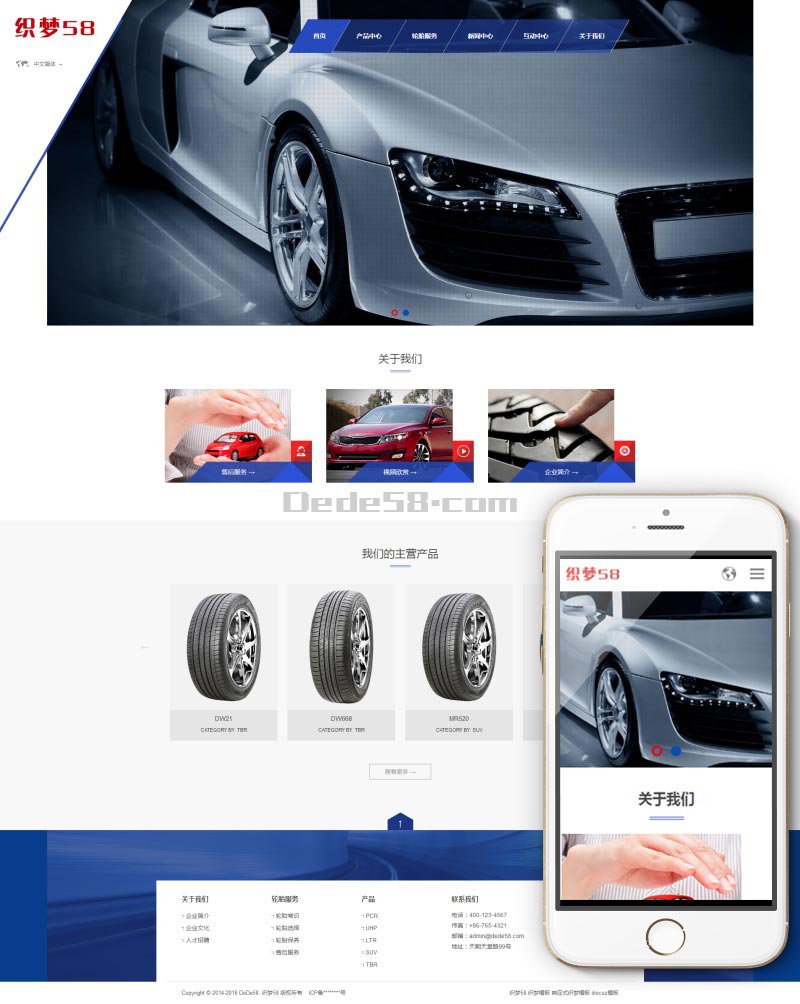 织梦58
中文简体
首页
产品中心
轮胎服务
新闻中心
互动中心
关于我们
关于我们
售后服务 →
视频欣赏 →
企业简介 →
Dede58.com
我们的主营产品
←
DW21
CATEGORY BY TBR
DW668
CATEGORY BY TBR
MR520
CATEGORY BY SUV
查看更多 →
↑
关于我们
企业简介
企业文化
人才招聘
轮胎服务
轮胎常识
轮胎选择
轮胎保养
售后服务
产品
PCR
UHP
LTR
SUV
TBR
联系我们
电话：400-123-4567
传真：+86-765-4321
邮箱：admin@dede58.com
地址：天朝天堂路99号
Copyright © 2014-2016 DeDe58. 织梦58 版权所有 ICP备********号
织梦58 织梦模板 响应式织梦模板 discuz模板
织梦58
关于我们